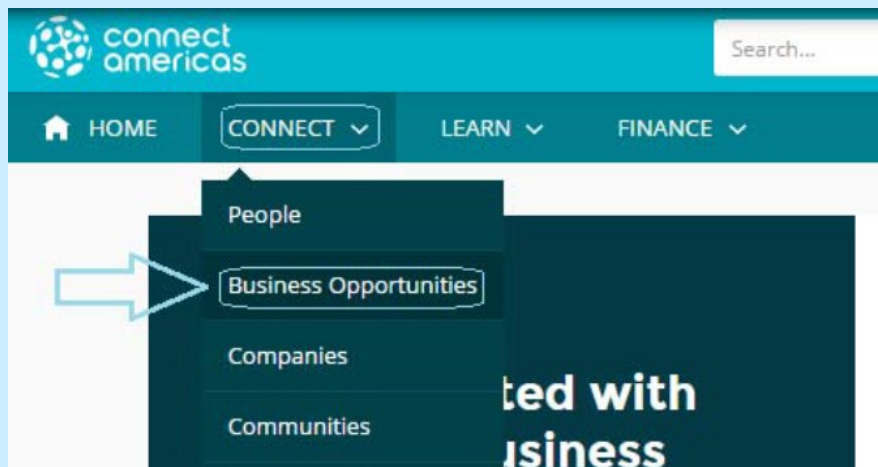 connect
americas
Search...
HOME
CONNECT
LEARN
FINANCE
People
Business Opportunities
Companies
Communities
ted with
usiness